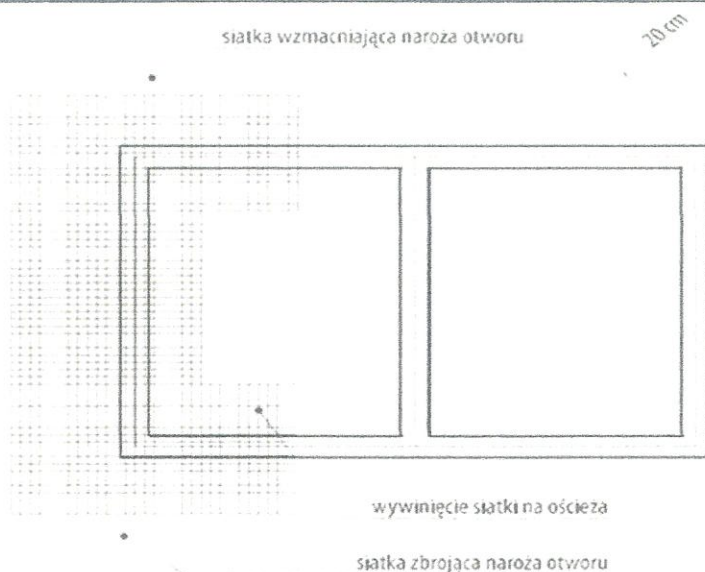 siatka wzmacniająca naroża otworu
20 cm
wywinięcie siatki na ościeża
siatka zbrojąca naroża otworu